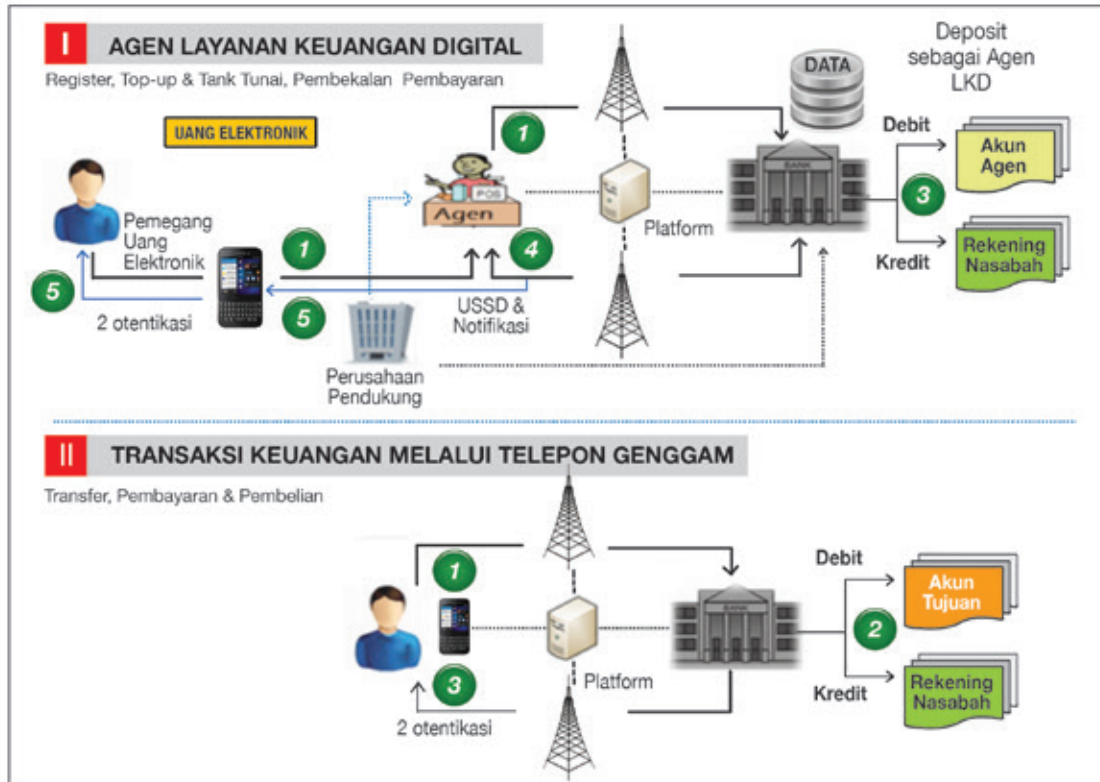 I
AGEN LAYANAN KEUANGAN DIGITAL
Register, Top-up & Tank Tunai, Pembekalan Pembayaran
DATA
Deposit
sebagai Agen
LKD
UANG ELEKTRONIK
1
POS
Agen
BANK
Debit
Akun
Agen
3
Platform
Kredit
Rekening
Nasabah
Pemegang
Uang
Elektronik
1
4
5
2 otentikasi
5
USSD &
Notifikasi
Perusahaan
Pendukung
II
TRANSAKSI KEUANGAN MELALUI TELEPON GENGGAM
Transfer, Pembayaran & Pembelian
1
BANK
Debit
Akun
Tujuan
2
3
Platform
Kredit
Rekening
Nasabah
2 otentikasi